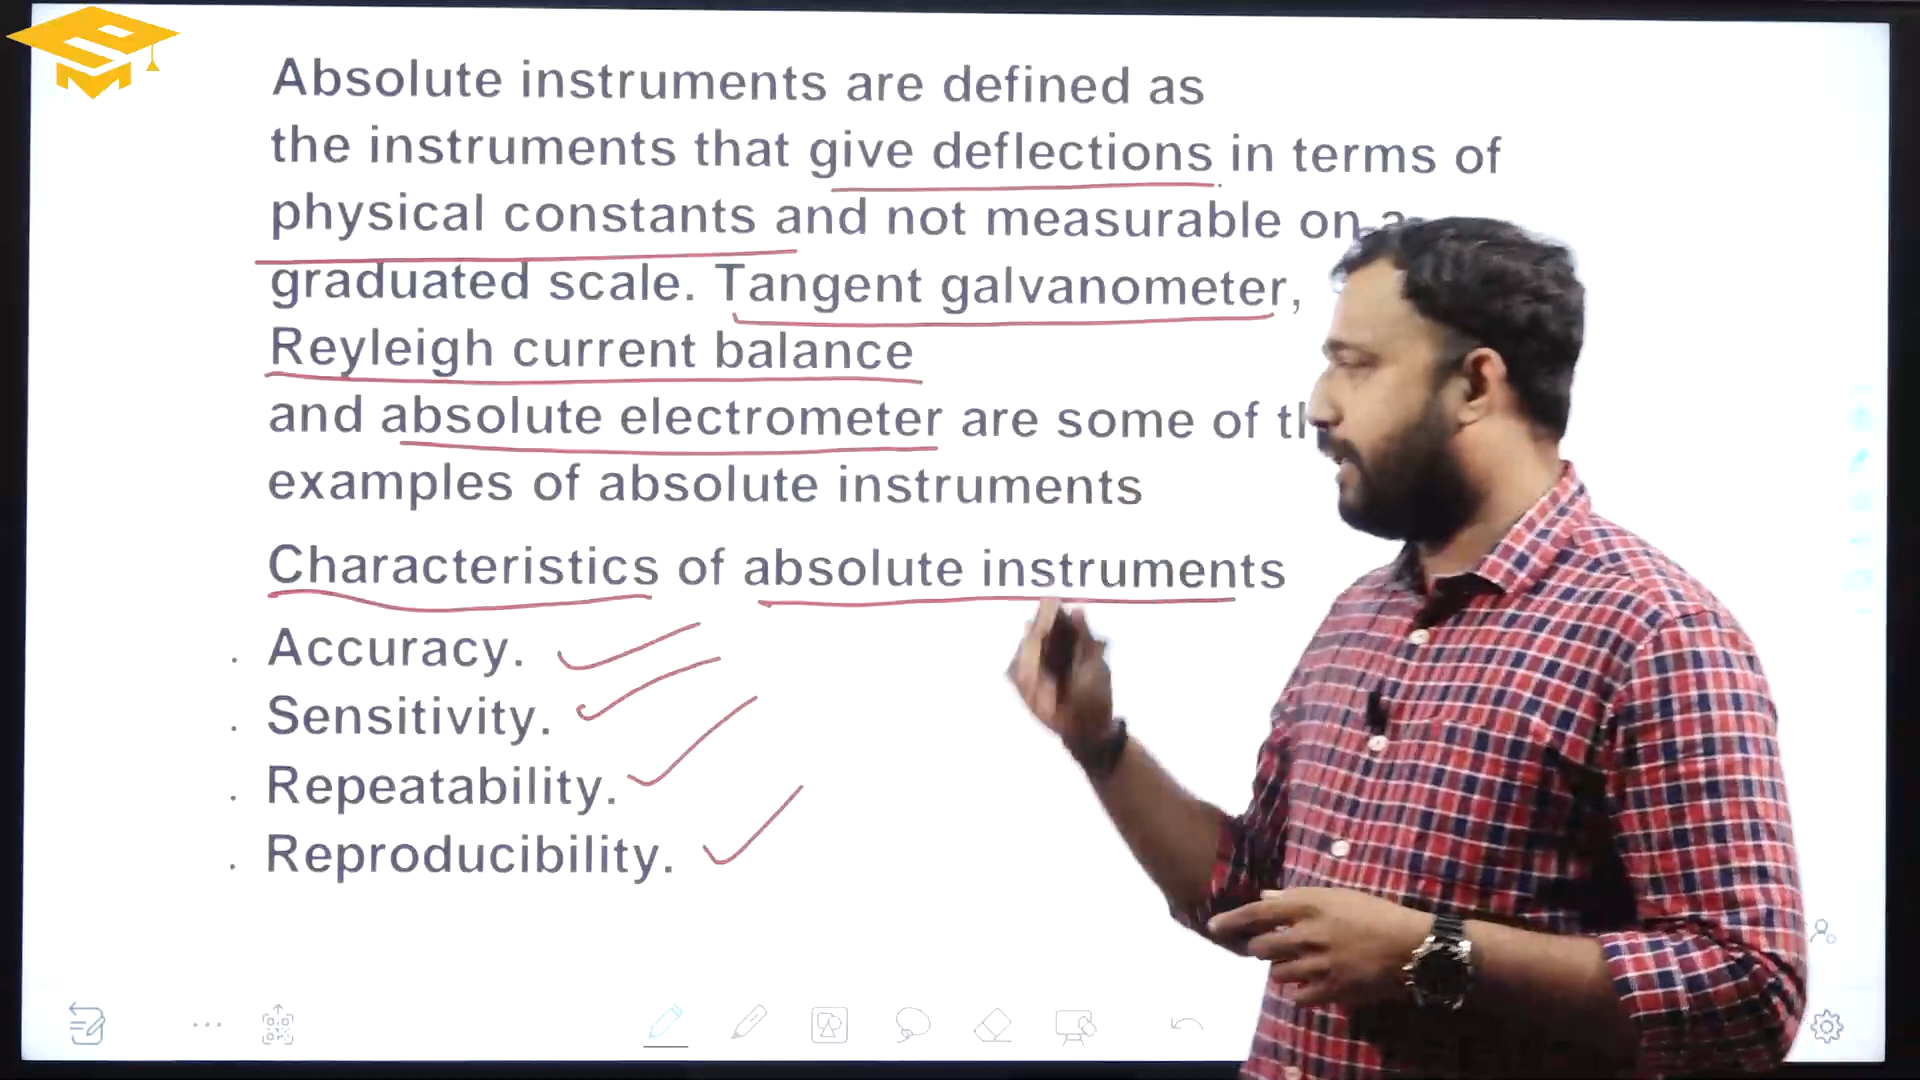 Absolute instruments are defined as
the instruments that give deflections in terms of
physical constants and not measurable on a
graduated scale. Tangent galvanometer,
Reyleigh current balance
and absolute electrometer are some of
examples of absolute instruments
Characteristics of absolute instruments
. Accuracy.
. Sensitivity.
. Repeatability.
. Reproducibility.